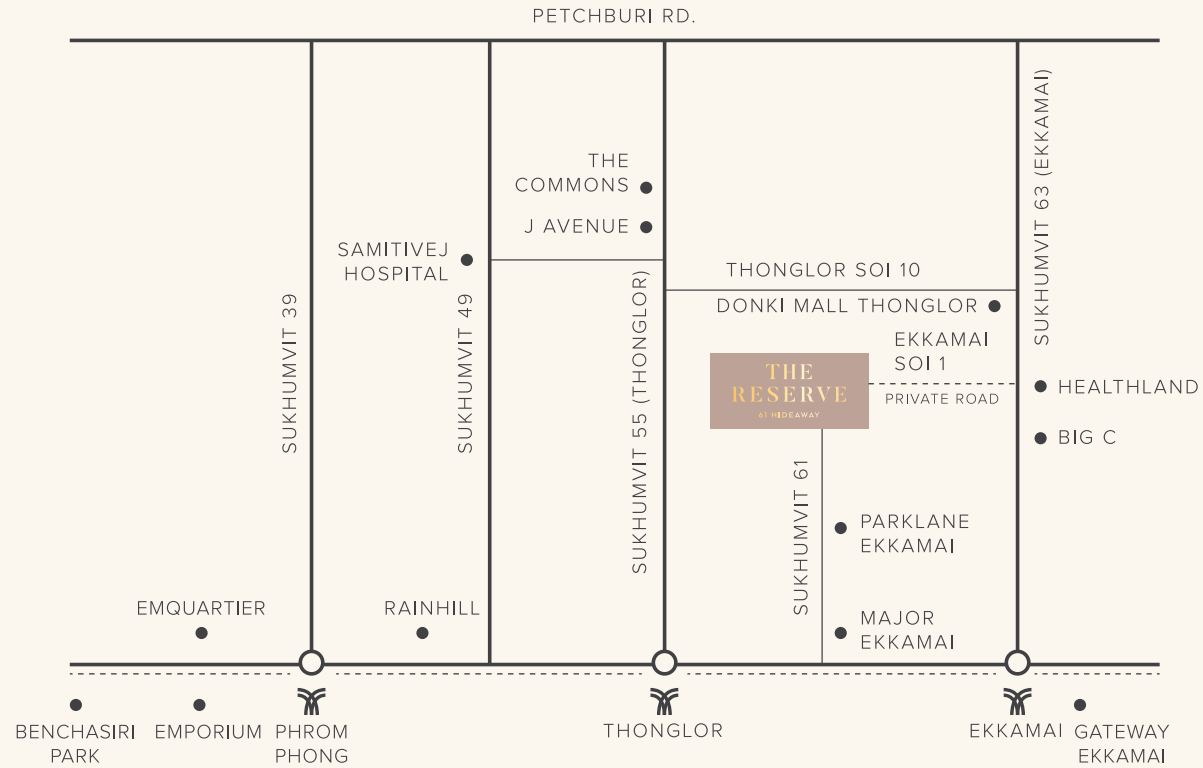 PETCHBURI RD.
SUKHUMVIT 63 (EKKAMAI)
THE
COMMONS
J AVENUE
SAMITIVEJ
HOSPITAL
THONGLOR SOI 10
DONKI MALL THONGLOR
SUKHUMVIT 39
SUKHUMVIT 49
SUKHUMVIT 55 (THONGLOR)
EKKAMAI
SOI 1
PRIVATE ROAD
THE
RESERVE
61 HIDEAWAY
HEALTHLAND
BIG C
SUKHUMVIT 61
PARKLANE
EKKAMAI
EMQUARTIER
RAINHILL
MAJOR
EKKAMAI
BENCHASIRI
PARK
EMPORIUM
PHROM
PHONG
THONGLOR
EKKAMAI
GATEWAY
EKKAMAI